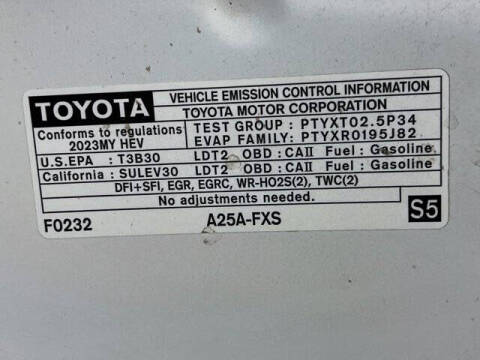 TOYOTA VEHICLE EMISSION CONTROL INFORMATION
TOYOTA MOTOR CORPORATION
Conforms to regulations TEST GROUP : PTYXT02.5P34
2023MY HEV EVAP FAMILY: PTYXR0195J82
U.S.EPA : T3B30 LDT2 OBD : CAII Fuel : Gasoline
California : SULEV30 LDT2 OBD : CAII Fuel : Gasoline
DFI+SFI, EGR, EGRC, WR-HO2S(2), TWC(2)
No adjustments needed.
F0232 A25A-FXS S5